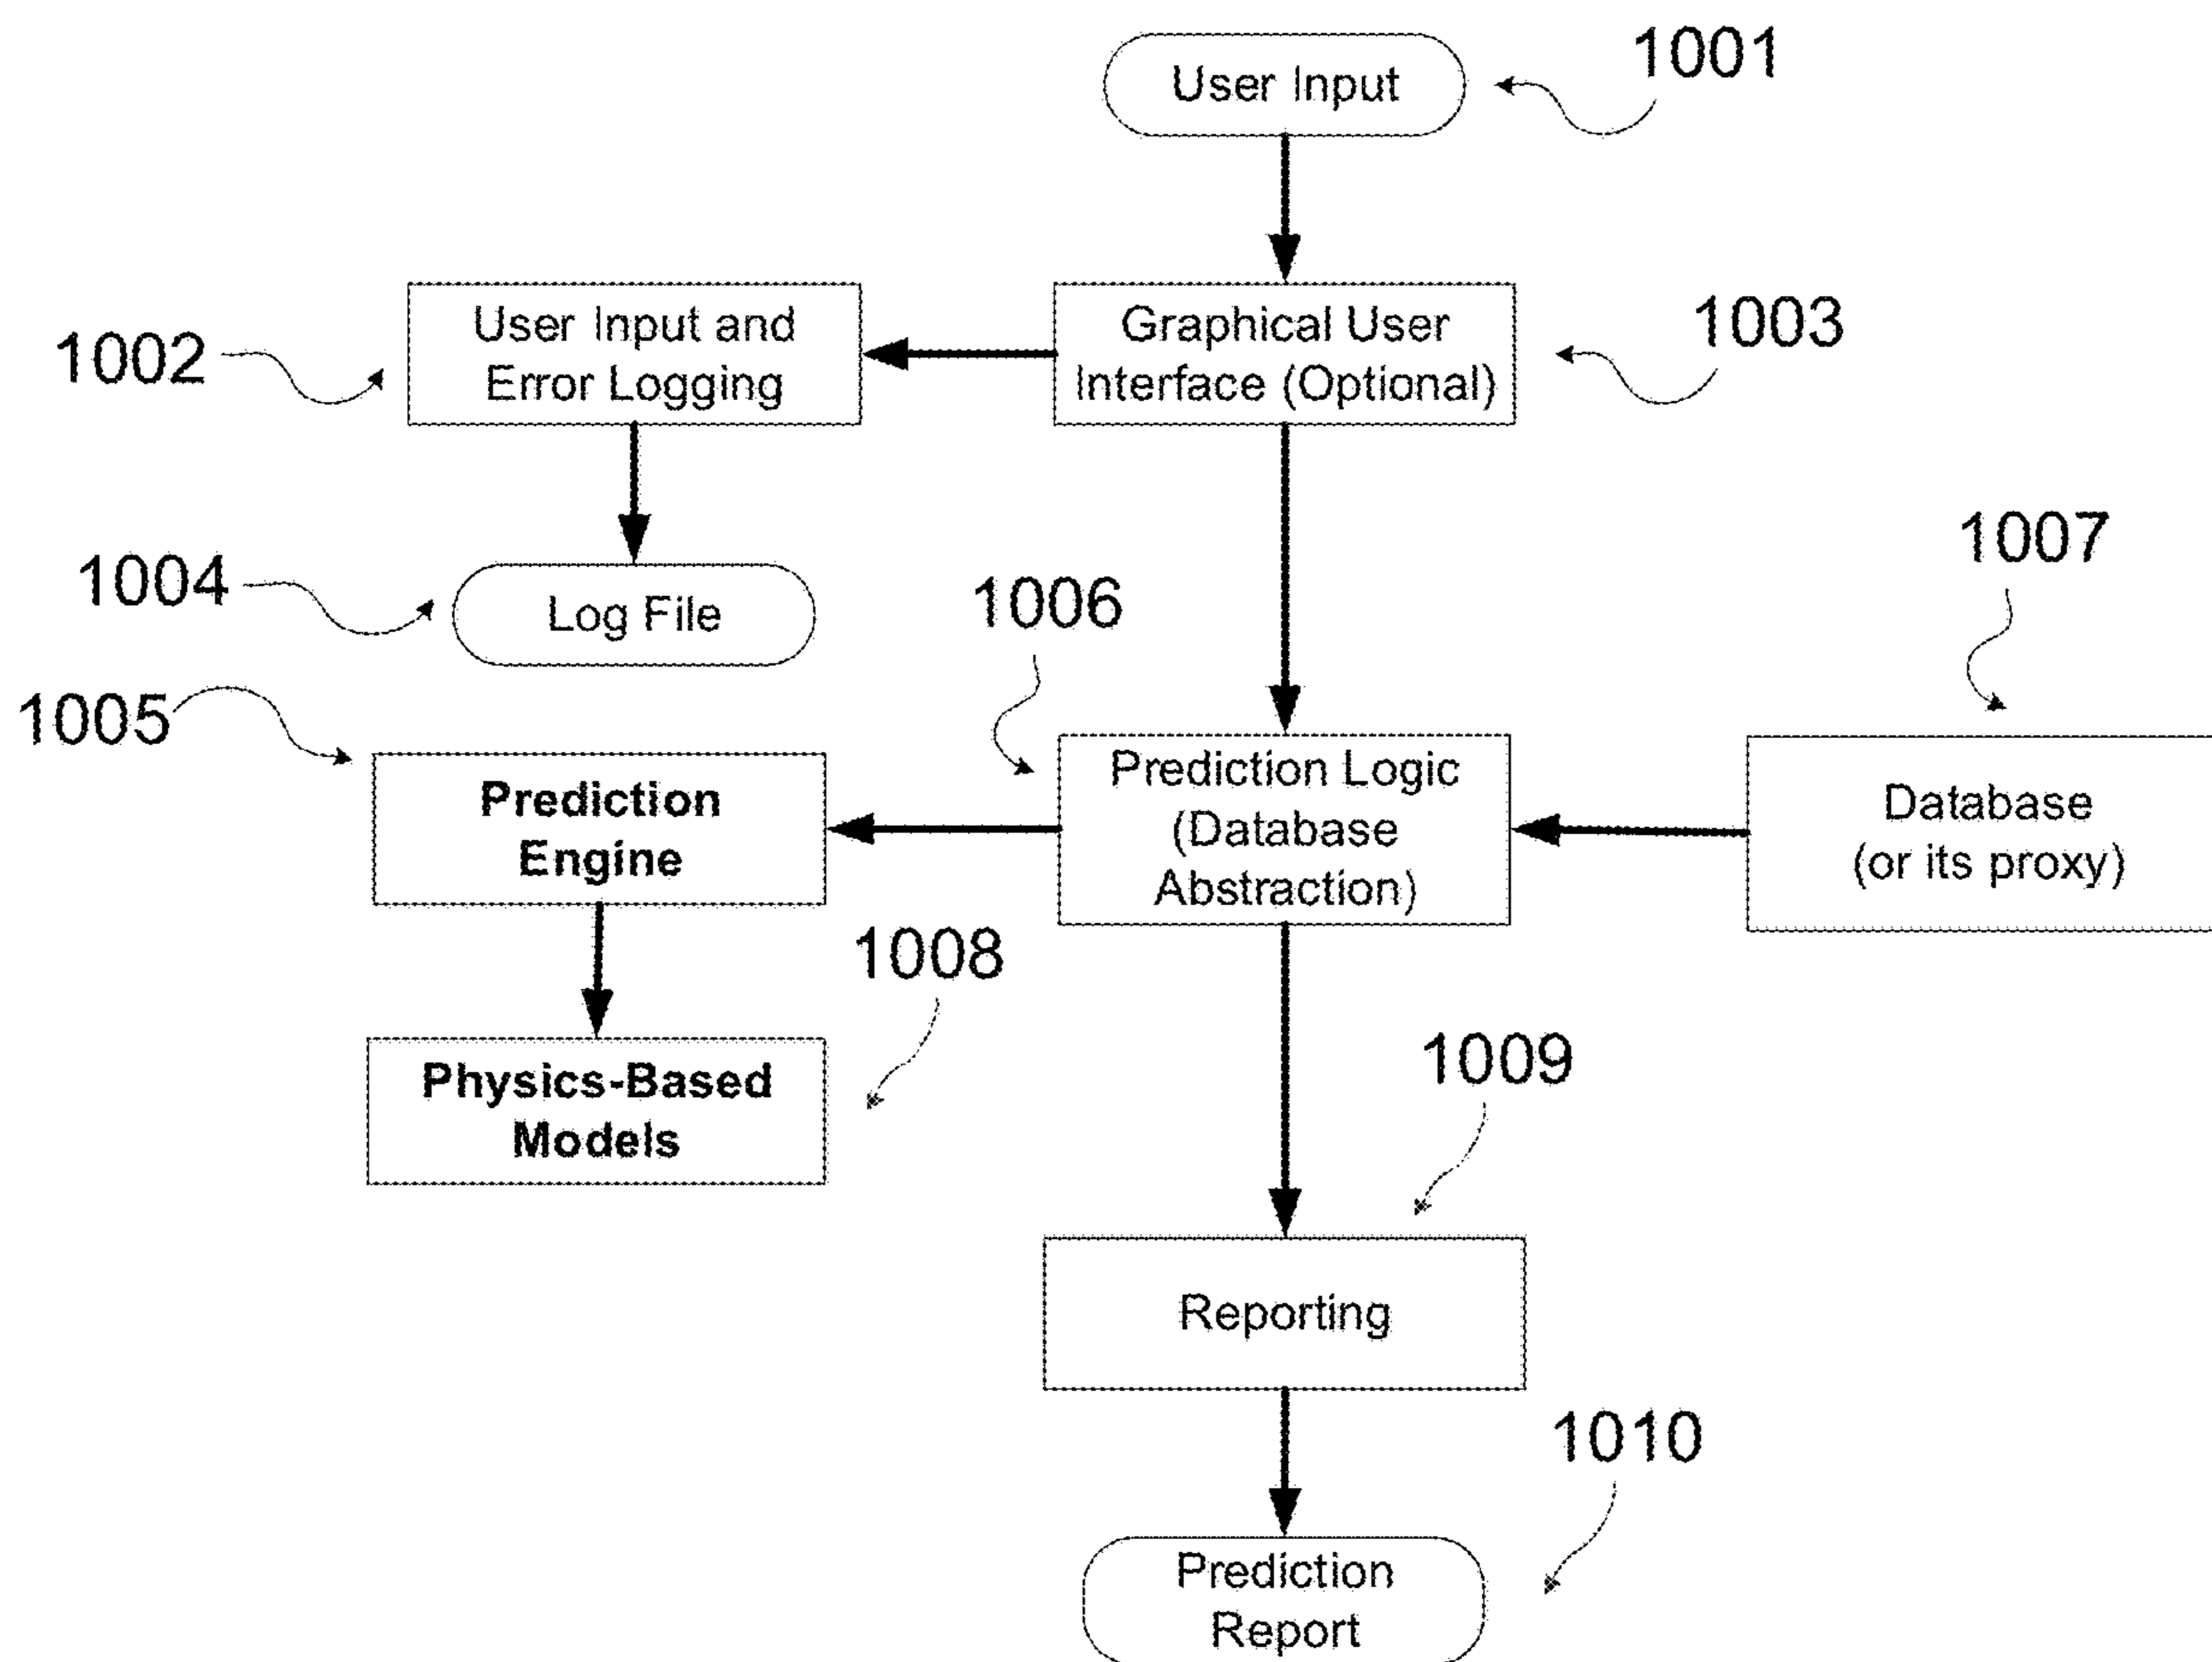 User Input
1001
User Input and
Error Logging
1002
Graphical User
Interface (Optional)
1003
1004
Log File
1005
Prediction
Engine
1006
Prediction Logic
(Database
Abstraction)
1007
Database
(or its proxy)
1008
Physics-Based
Models
1009
Reporting
1010
Prediction
Report